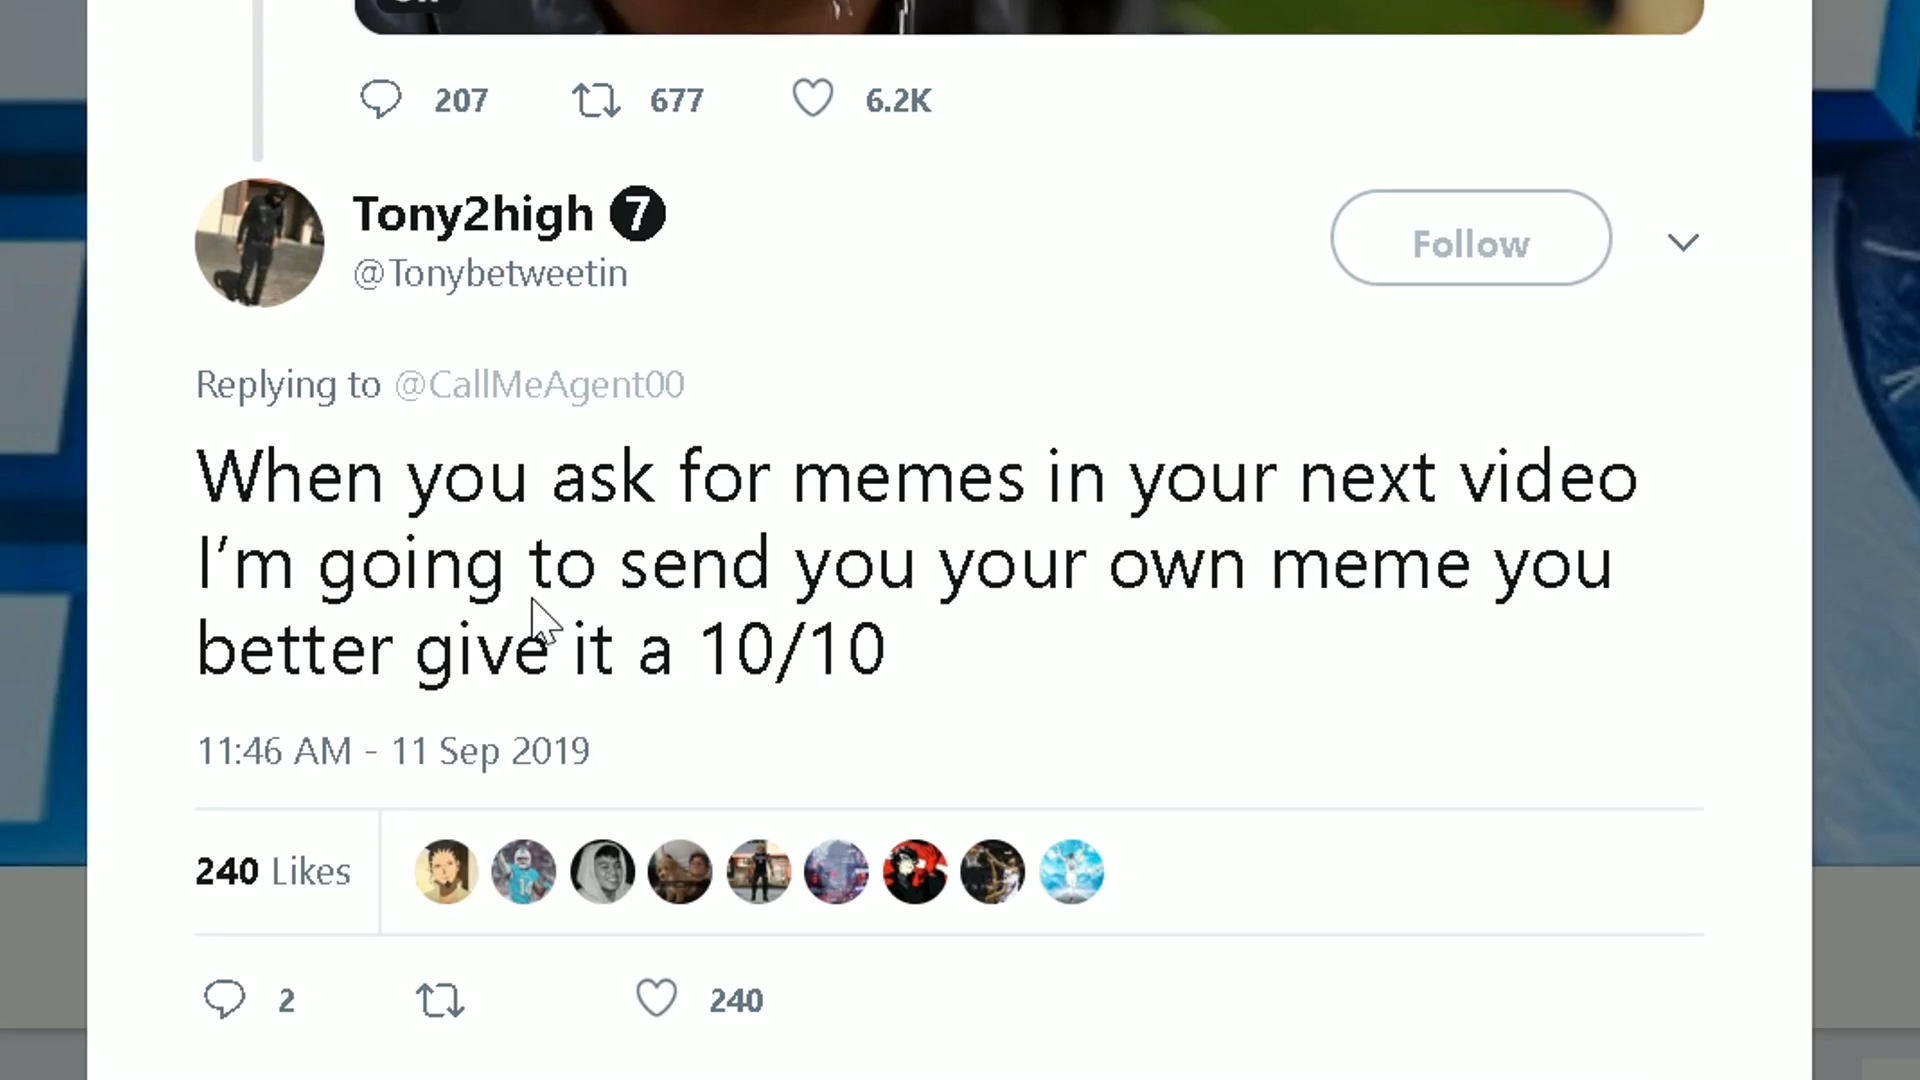 207 677 6.2K
Tony2high 7
@Tonybetweetin
Follow
Replying to @CallMeAgent00
When you ask for memes in your next video
I'm going to send you your own meme you
better give it a 10/10
11:46 AM - 11 Sep 2019
240 Likes
2 240